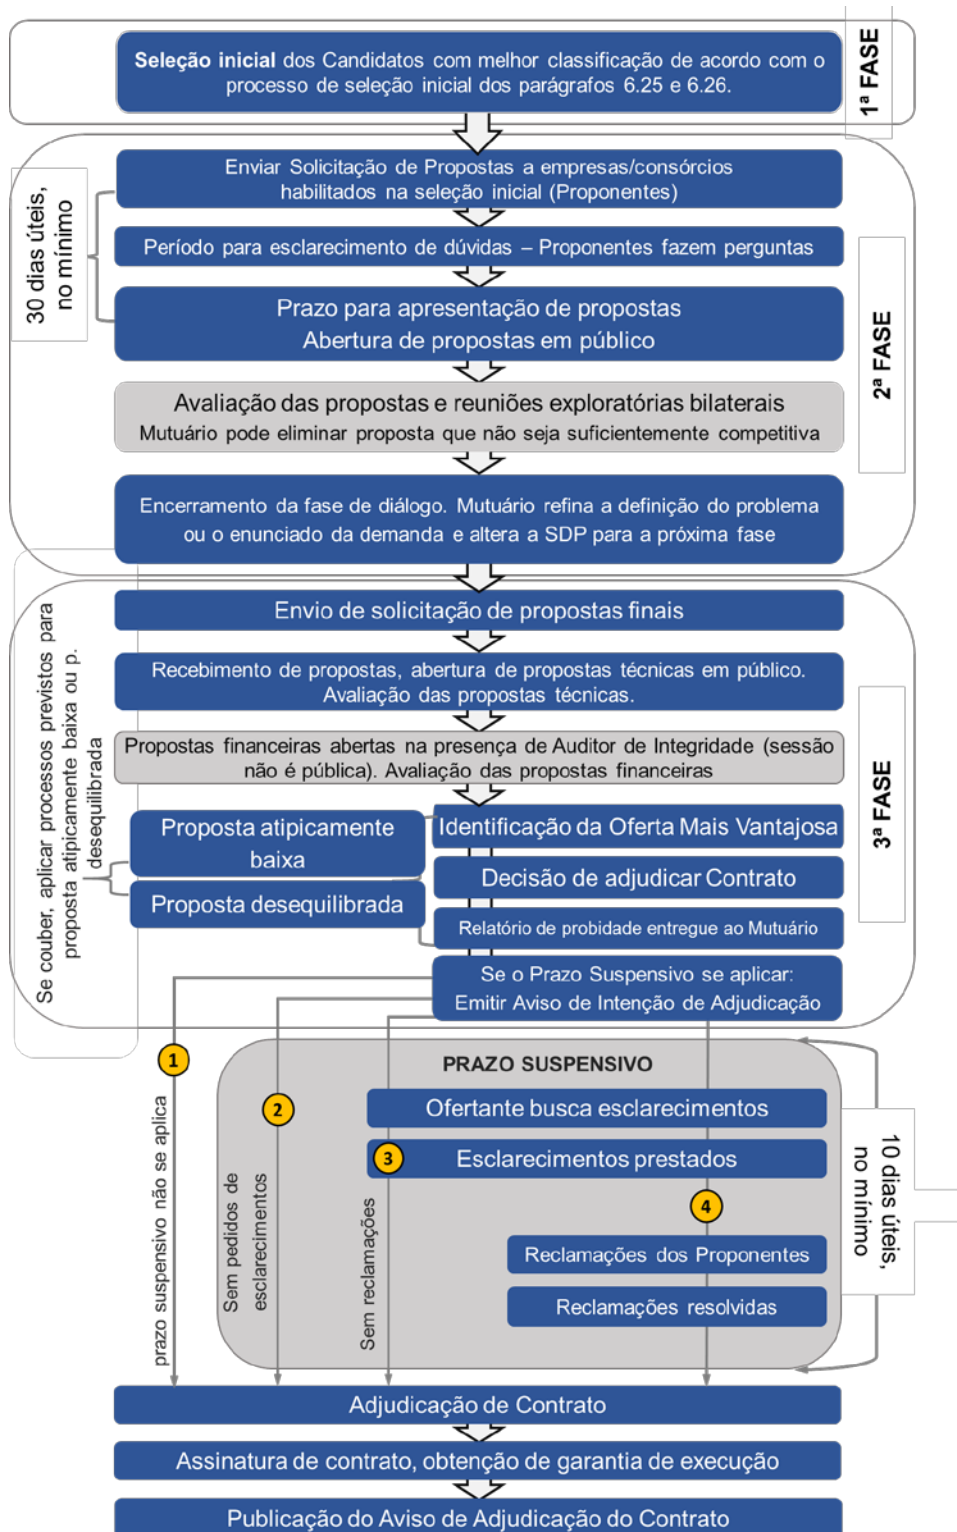 Seleção inicial dos Candidatos com melhor classificação de acordo com o
processo de seleção inicial dos parágrafos 6.25 e 6.26.
1ª FASE
Enviar Solicitação de Propostas a empresas/consórcios
habilitados na seleção inicial (Proponentes)
30 dias úteis,
no mínimo
Período para esclarecimento de dúvidas – Proponentes fazem perguntas
Prazo para apresentação de propostas
Abertura de propostas em público
2ª FASE
Avaliação das propostas e reuniões exploratórias bilaterais
Mutuário pode eliminar proposta que não seja suficientemente competitiva
Encerramento da fase de diálogo. Mutuário refina a definição do problema
ou o enunciado da demanda e altera a SDP para a próxima fase
Envio de solicitação de propostas finais
Recebimento de propostas, abertura de propostas técnicas em público.
Avaliação das propostas técnicas.
Propostas financeiras abertas na presença de Auditor de Integridade (sessão
não é pública). Avaliação das propostas financeiras
3ª FASE
Se couber, aplicar processos previstos para
proposta atipicamente baixa ou p.
desequilibrada
Proposta atipicamente
baixa
Proposta desequilibrada
Identificação da Oferta Mais Vantajosa
Decisão de adjudicar Contrato
Relatório de probidade entregue ao Mutuário
Se o Prazo Suspensivo se aplicar:
Emitir Aviso de Intenção de Adjudicação
1
prazo suspensivo não se aplica
PRAZO SUSPENSIVO
2
Sem pedidos de
esclarecimentos
Ofertante busca esclarecimentos
3
Esclarecimentos prestados
Sem reclamações
4
Reclamações dos Proponentes
Reclamações resolvidas
10 dias úteis,
no mínimo
Adjudicação de Contrato
Assinatura de contrato, obtenção de garantia de execução
Publicação do Aviso de Adjudicação do Contrato